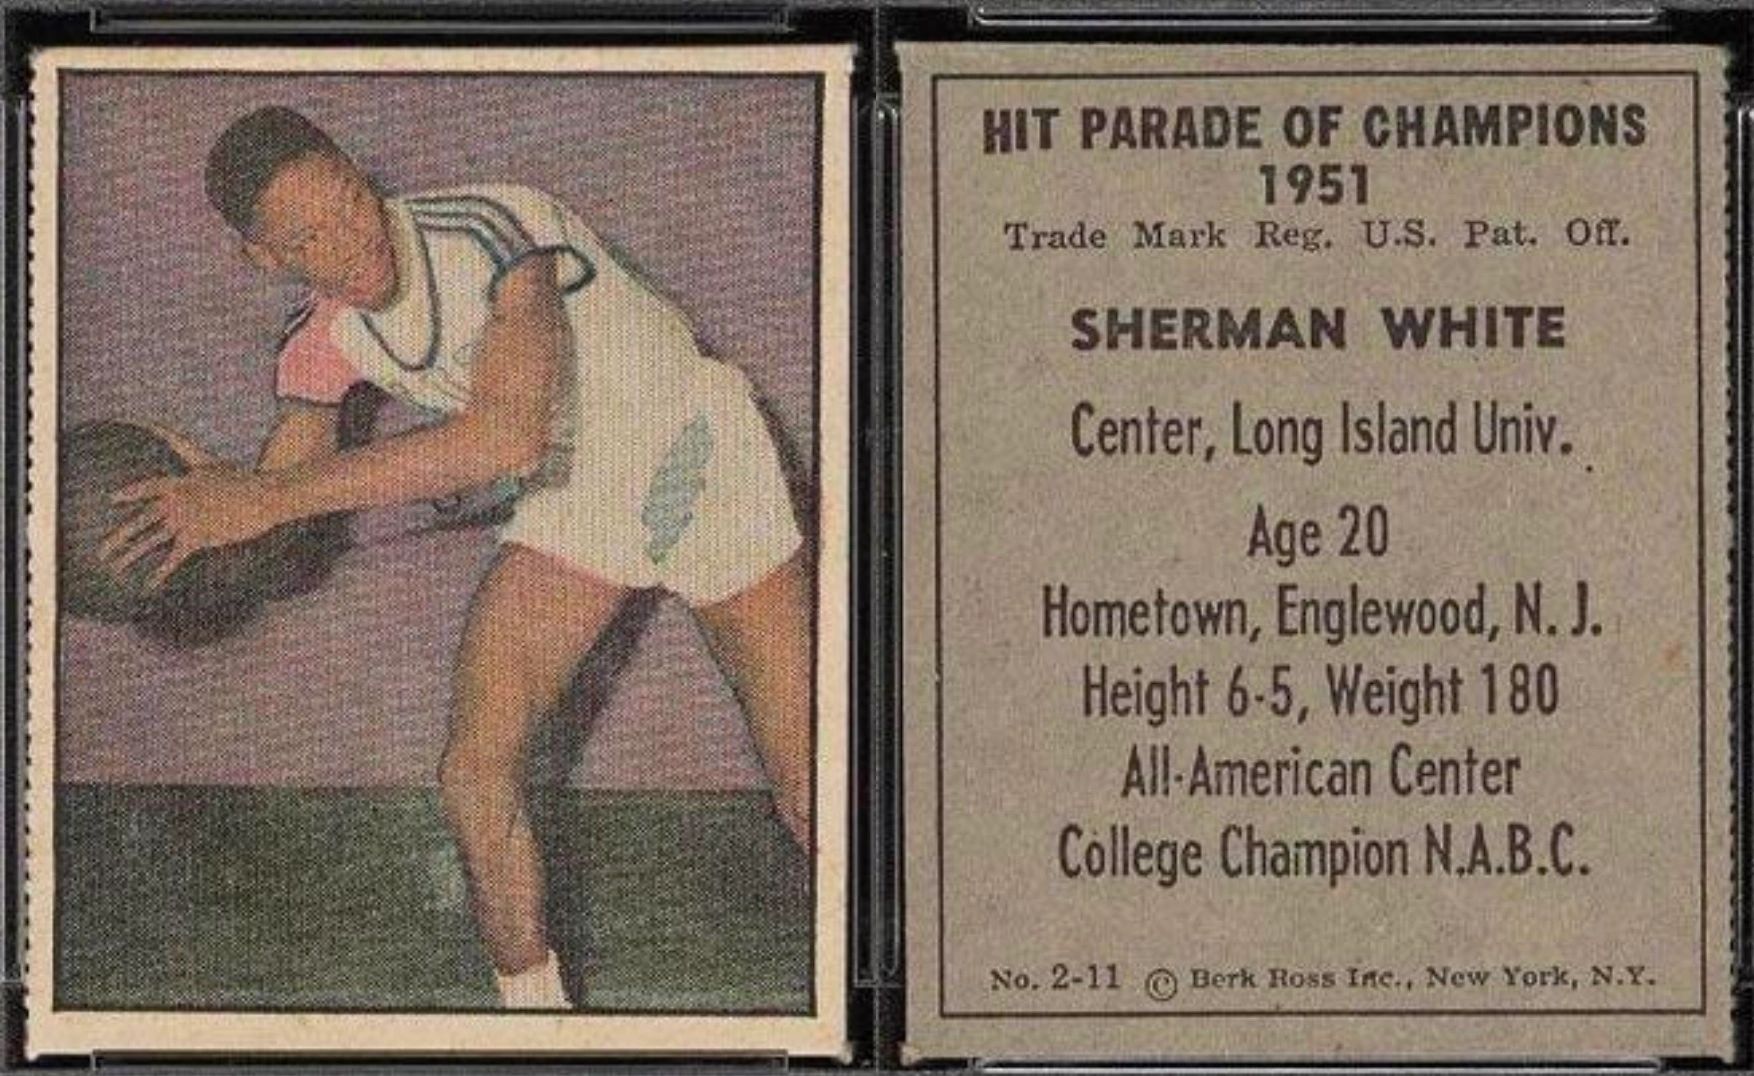 HIT PARADE OF CHAMPIONS
1951
Trade Mark Reg. U.S. Pat. Off.
SHERMAN WHITE
Center, Long Island Univ.
Age 20
Hometown, Englewood, N. J.
Height 6-5, Weight 180
All-American Center
College Champion N.A.B.C.
No. 2-11 © Berk Ross Inc., New York, N.Y.